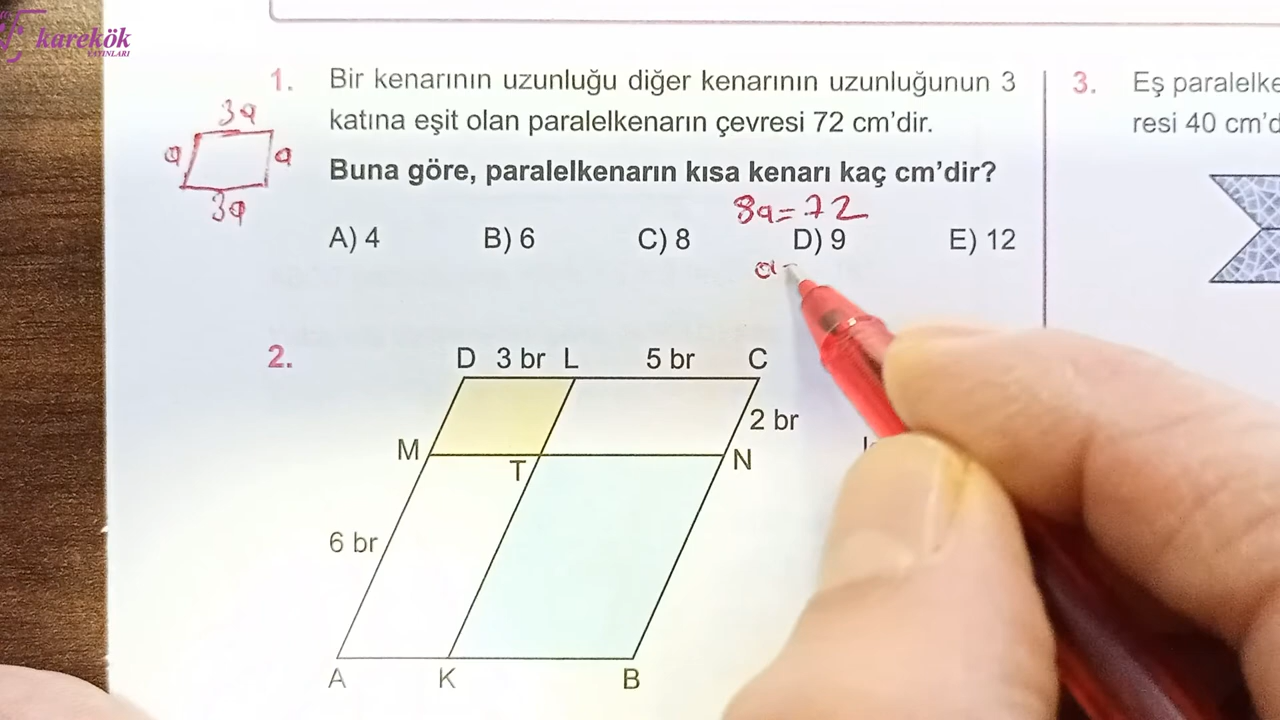 karekök
YAYINLARI
1. Bir kenarının uzunluğu diğer kenarının uzunluğunun 3
katına eşit olan paralelkenarın çevresi 72 cm'dir.
Buna göre, paralelkenarın kısa kenarı kaç cm'dir?
3a
a
a
3a
8a=72
A) 4 B) 6 C) 8 D) 9 E) 12
a=
2.
D 3 br L 5 br C
2 br
M T N
6 br
A K B
3. Eş paralelke
resi 40 cm'd